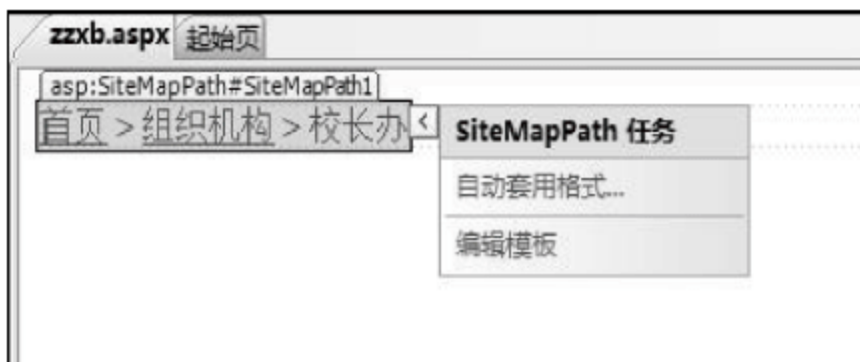 zzxb.aspx 起始页
asp:SiteMapPath#SiteMapPath1
首页 > 组织机构 > 校长办 <
SiteMapPath 任务
自动套用格式...
编辑模板